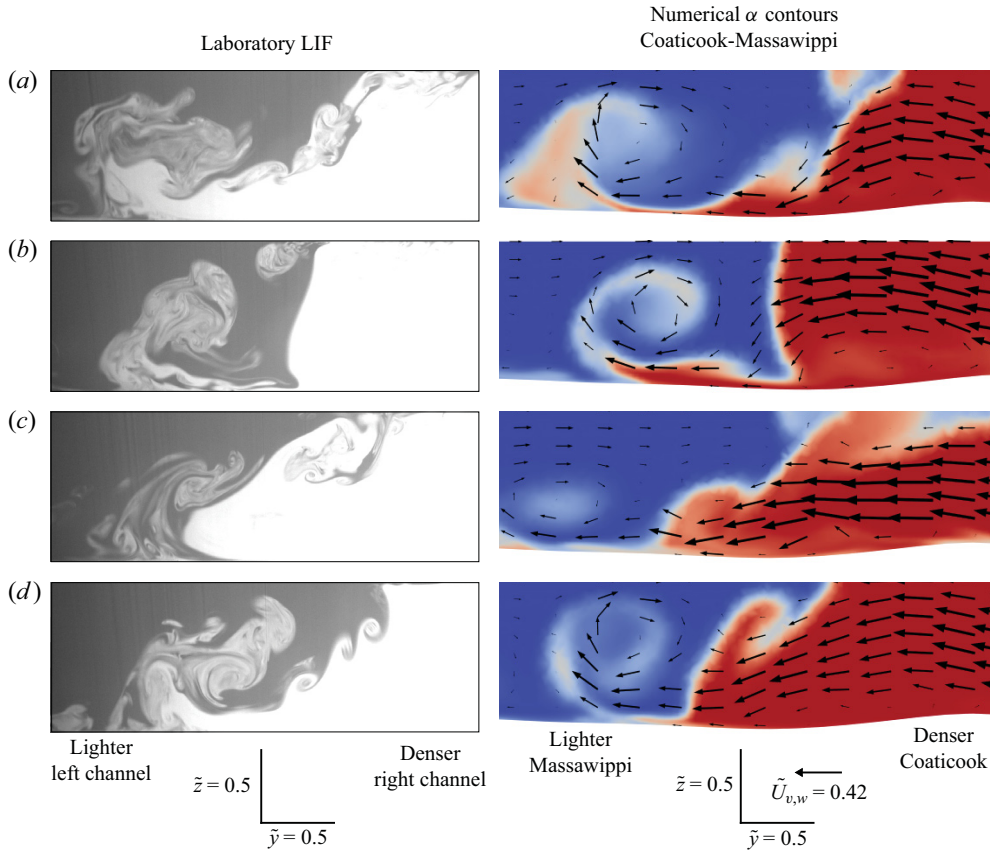 Laboratory LIF
Numerical α contours
Coaticook-Massawippi
(a)
(b)
(c)
(d)
Lighter
left channel
Denser
right channel
z̃ = 0.5
ỹ = 0.5
Lighter
Massawippi
Denser
Coaticook
z̃ = 0.5
ỹ = 0.5
Ũv,w = 0.42